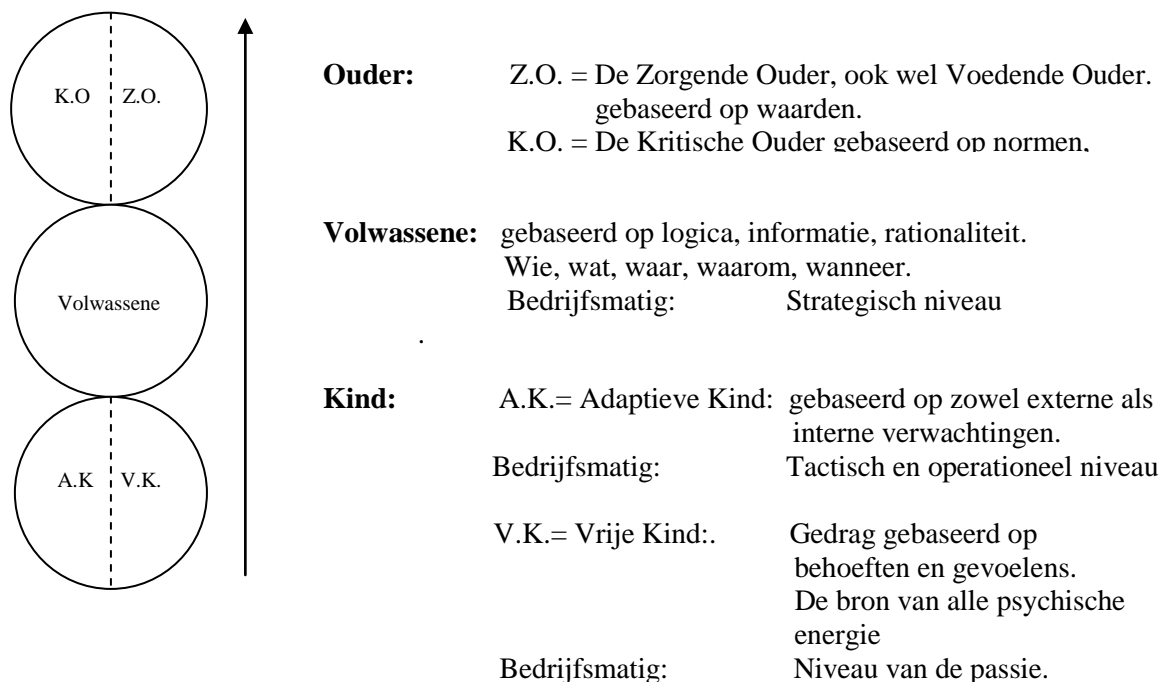 K.O Z.O.
Ouder: Z.O. = De Zorgende Ouder, ook wel Voedende Ouder.
gebaseerd op waarden.
K.O. = De Kritische Ouder gebaseerd op normen,
Volwassene: gebaseerd op logica, informatie, rationaliteit.
Wie, wat, waar, waarom, wanneer.
Volwassene
Bedrijfsmatig: Strategisch niveau
.
Kind: A.K.= Adaptieve Kind: gebaseerd op zowel externe als
interne verwachtingen.
A.K V.K.
Bedrijfsmatig: Tactisch en operationeel niveau
V.K.= Vrije Kind:. Gedrag gebaseerd op
behoeften en gevoelens.
De bron van alle psychische
energie
Bedrijfsmatig: Niveau van de passie.